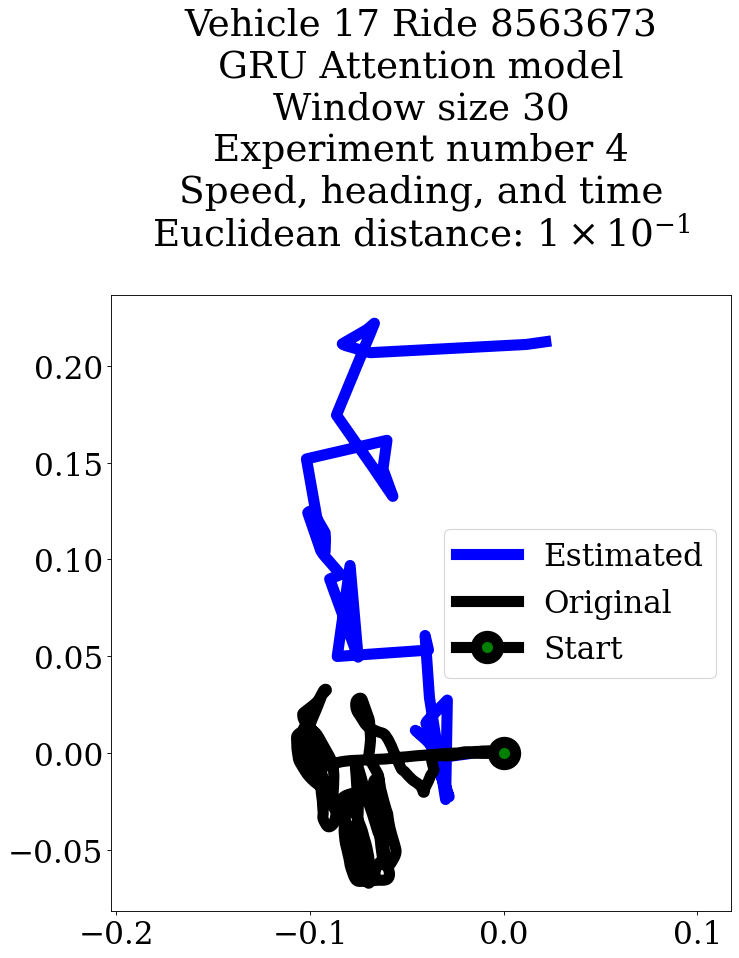 Vehicle 17 Ride 8563673
GRU Attention model
Window size 30
Experiment number 4
Speed, heading, and time
Euclidean distance: 1 × 10⁻¹
0.20
0.15
0.10
0.05
0.00
−0.05
Estimated
Original
Start
−0.2
−0.1
0.0
0.1